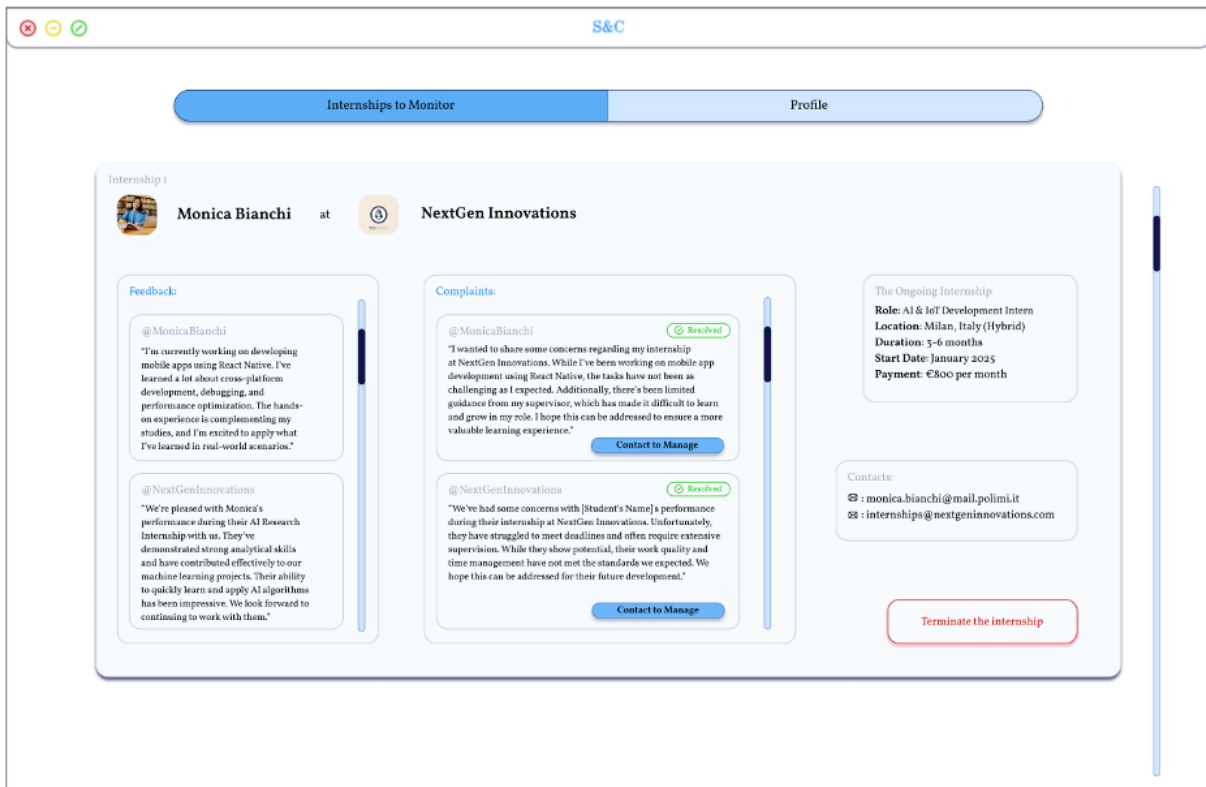 S&C
Internships to Monitor
Profile
Internship :
Monica Bianchi at NextGen Innovations
Feedback:
@MonicaBianchi
"I'm currently working on developing
mobile apps using React Native. I've
learned a lot about cross-platform
development, debugging, and
performance optimization. The hands-
on experience is complementing my
studies, and I'm excited to apply what
I've learned in real-world scenarios."
@NextGenInnovations
"We're pleased with Monica's
performance during their AI Research
Internship with us. They've
demonstrated strong analytical skills
and have contributed effectively to our
machine learning projects. Their ability
to quickly learn and apply AI algorithms
has been impressive. We look forward to
continuing to work with them."
Complaints:
@MonicaBianchi
Resolved
"I wanted to share some concerns regarding my internship
at NextGen Innovations. While I've been working on mobile app
development using React Native, the tasks have not been as
challenging as I expected. Additionally, there's been limited
guidance from my supervisor, which has made it difficult to learn
and grow in my role. I hope this can be addressed to ensure a more
valuable learning experience."
Contact to Manage
@NextGenInnovations
Resolved
"We've had some concerns with [Student's Name]s performance
during their internship at NextGen Innovations. Unfortunately,
they have struggled to meet deadlines and often require extensive
supervision. While they show potential, their work quality and
time management have not met the standards we expected. We
hope this can be addressed for their future development."
Contact to Manage
The Ongoing Internship
Role: AI & IoT Development Intern
Location: Milan, Italy (Hybrid)
Duration: 3-6 months
Start Date: January 2025
Payment: €800 per month
Contacts:
: monica.bianchi@mail.polimi.it
: internships@nextgeninnovations.com
Terminate the internship